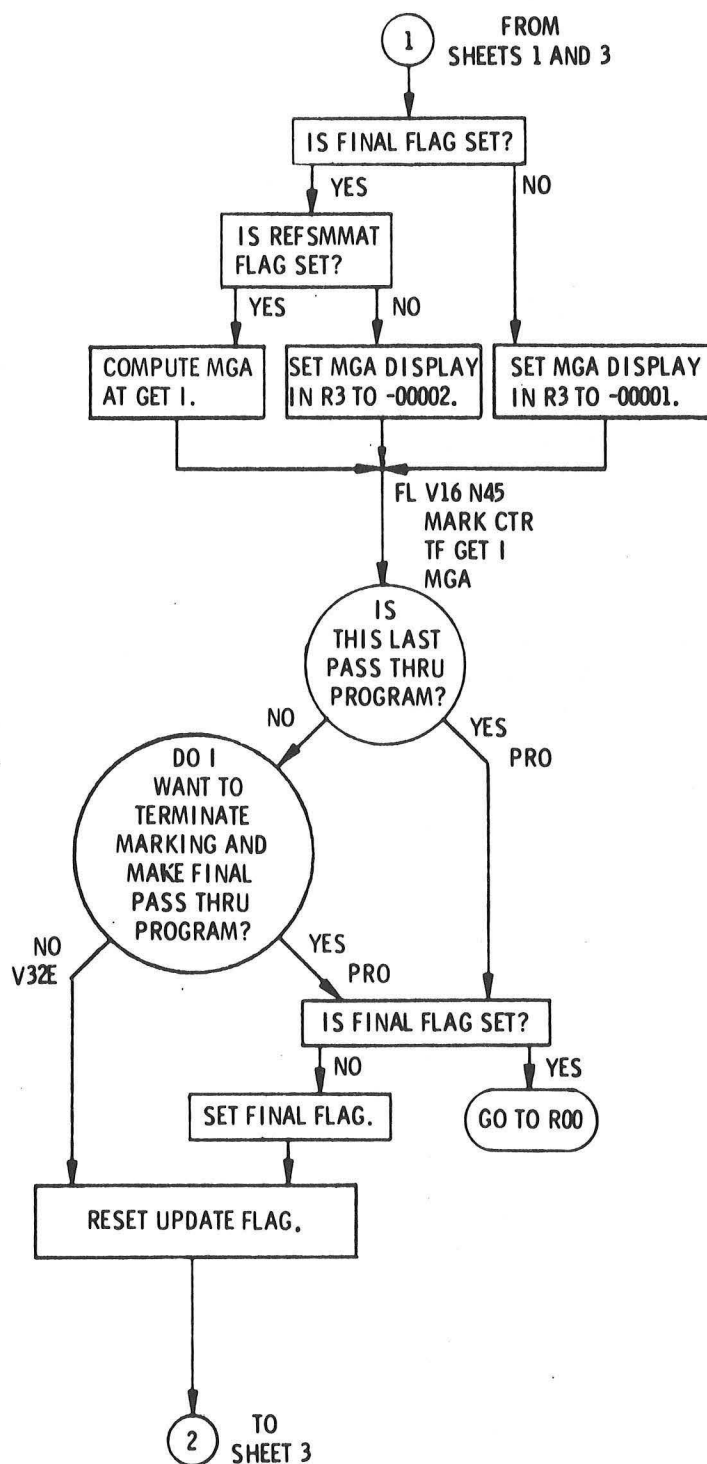 1
FROM
SHEETS 1 AND 3
IS FINAL FLAG SET?
YES
NO
IS REFSMMAT
FLAG SET?
YES
NO
COMPUTE MGA
AT GET I.
SET MGA DISPLAY
IN R3 TO -00002.
SET MGA DISPLAY
IN R3 TO -00001.
FL V16 N45
MARK CTR
TF GET I
MGA
IS
THIS LAST
PASS THRU
PROGRAM?
NO
YES
PRO
DO I
WANT TO
TERMINATE
MARKING AND
MAKE FINAL
PASS THRU
PROGRAM?
NO
V32E
YES
PRO
IS FINAL FLAG SET?
NO
YES
SET FINAL FLAG.
GO TO R00
RESET UPDATE FLAG.
2
TO
SHEET 3